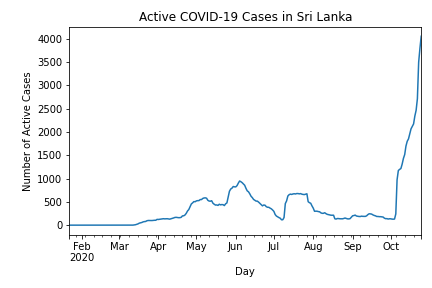 Active COVID-19 Cases in Sri Lanka
Number of Active Cases
4000
3500
3000
2500
2000
1500
1000
500
0
Feb Mar Apr May Jun Jul Aug Sep Oct
2020
Day